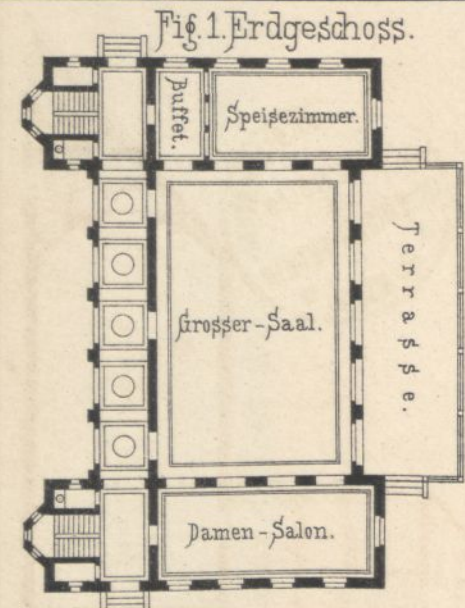 Fig. 1. Erdgeschoss.
Buffet.
Speisezimmer.
Terrasse.
Grosser-Saal.
Damen-Salon.